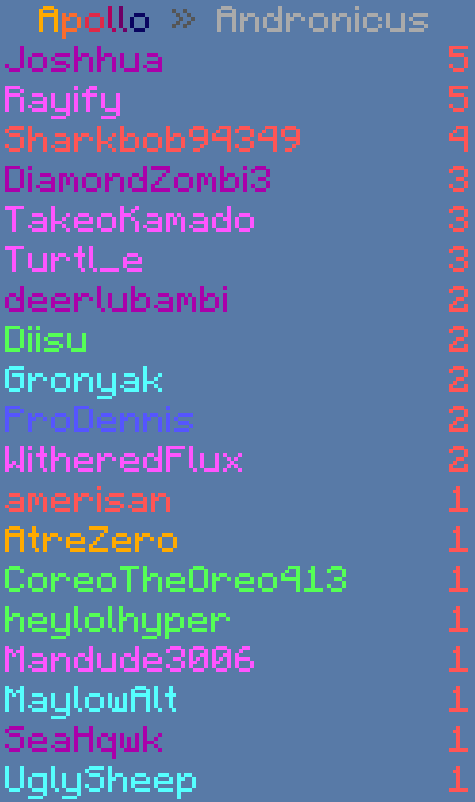 Apollo » Andronicus
Joshhua 5
Rayify 5
Sharkbob94349 4
DiamondZombi3 3
TakeoKamado 3
Turtl_e 3
deerlubambi 2
Diisu 2
Gronyak 2
ProDennis 2
WitheredFlux 2
amerisan 1
AtreZero 1
CoreoTheOreo413 1
heylolhyper 1
Mandude3006 1
MaylowAlt 1
SeaHqwk 1
UglySheep 1